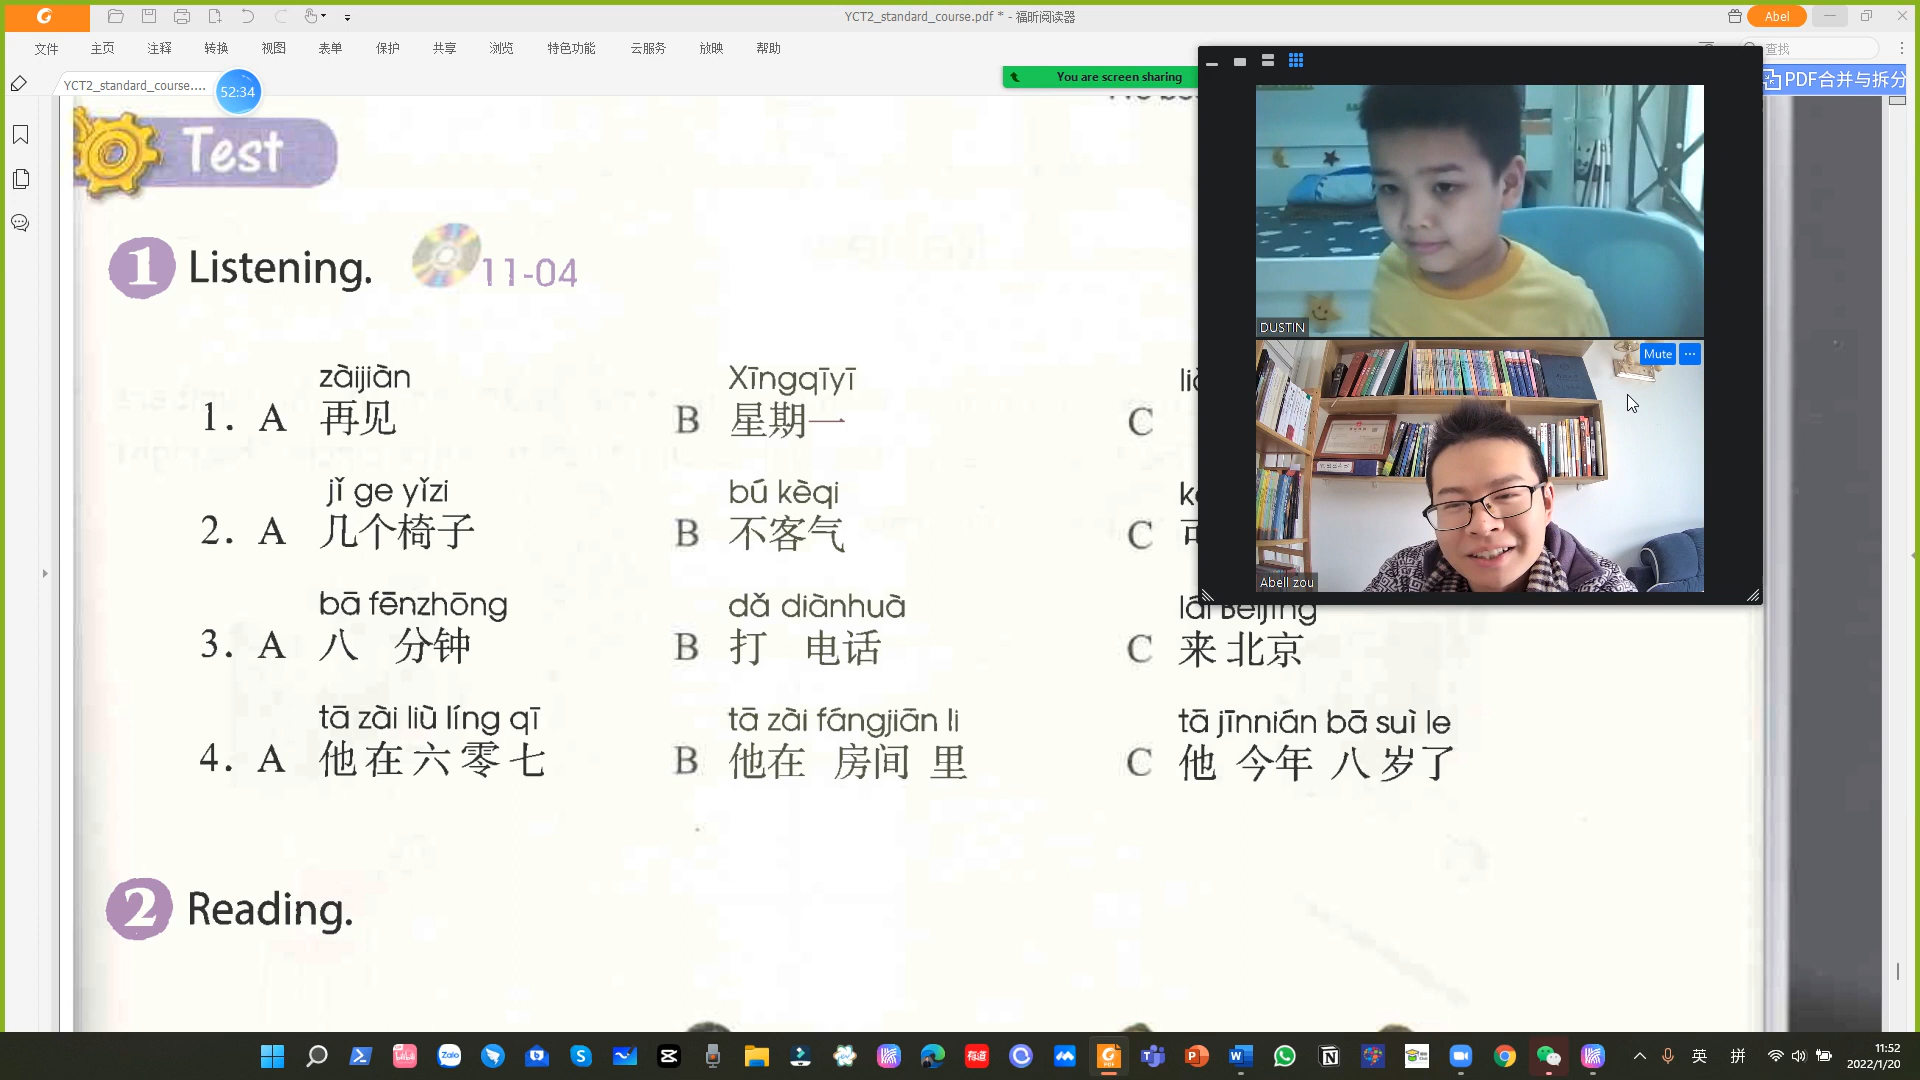 YCT2_standard_course.pdf * - 福昕阅读器
Abel
文件 主页 注释 转换 视图 表单 保护 共享 浏览 特色功能 云服务 放映 帮助
查找
YCT2_standard_course....
52:34
You are screen sharing
PDF合并与拆分
Test
1 Listening. 11-04
zàijiàn Xīngqīyī
1. A 再见 B 星期一 C
jǐ ge yǐzi bú kèqi
2. A 几个椅子 B 不客气 C
bā fēnzhōng dǎ diànhuà lái Běijīng
3. A 八 分钟 B 打 电话 C 来 北京
tā zài liù líng qī tā zài fángjiān li tā jīnnián bā suì le
4. A 他 在 六 零 七 B 他在 房间 里 C 他 今年 八 岁了
2 Reading.
DUSTIN
Mute ...
Abell zou
Zalo
有道
英 拼
11:52
2022/1/20